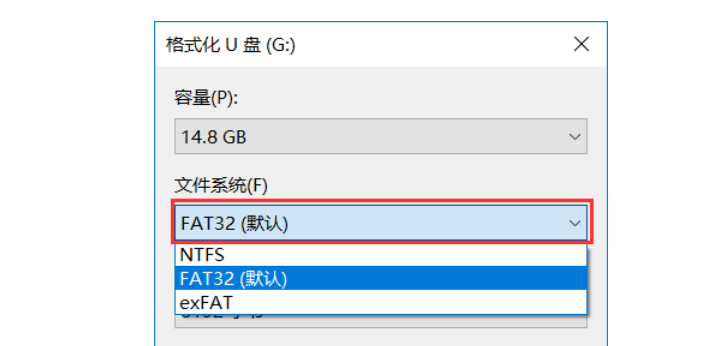 格式化 U 盘 (G:)
容量(P):
14.8 GB
文件系统(F)
FAT32 (默认)
NTFS
FAT32 (默认)
exFAT